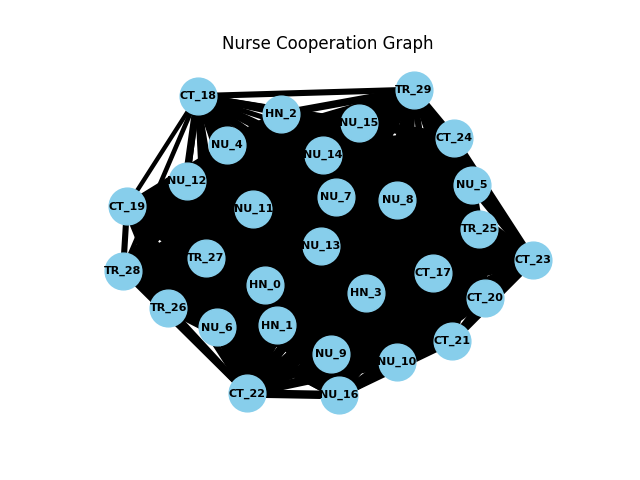 Nurse Cooperation Graph
TR_29
CT_18
HN_2
NU_15
CT_24
NU_4
NU_14
NU_12
NU_5
NU_7
NU_8
CT_19
NU_11
TR_25
NU_13
TR_27
CT_23
TR_28
CT_17
HN_0
HN_3
CT_20
TR_26
HN_1
NU_6
CT_21
NU_9
NU_10
CT_22
NU_16